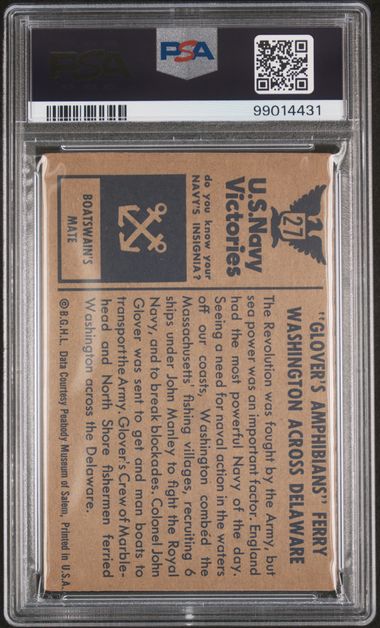 PSA
PSA
99014431
27
U.S. Navy
Victories
do you know your
NAVY'S INSIGNIA?
BOATSWAIN'S
MATE
"GLOVER'S AMPHIBIANS" FERRY
WASHINGTON ACROSS DELAWARE
The Revolution was fought by the Army, but
sea power was an important factor. England
had the most powerful Navy of the day.
Seeing a need for naval action in the waters
off our coasts, Washington combed the
Massachusetts' fishing villages, recruiting 6
ships under John Manley to fight the Royal
Navy, and to break blockades. Colonel John
Glover was sent to get and man boats to
transport the Army. Glover's Crew of Marble-
head and North Shore fishermen ferried
Washington across the Delaware.
©B.G.H.L. Data Courtesy Peabody Museum of Salem, Printed in U.S.A.